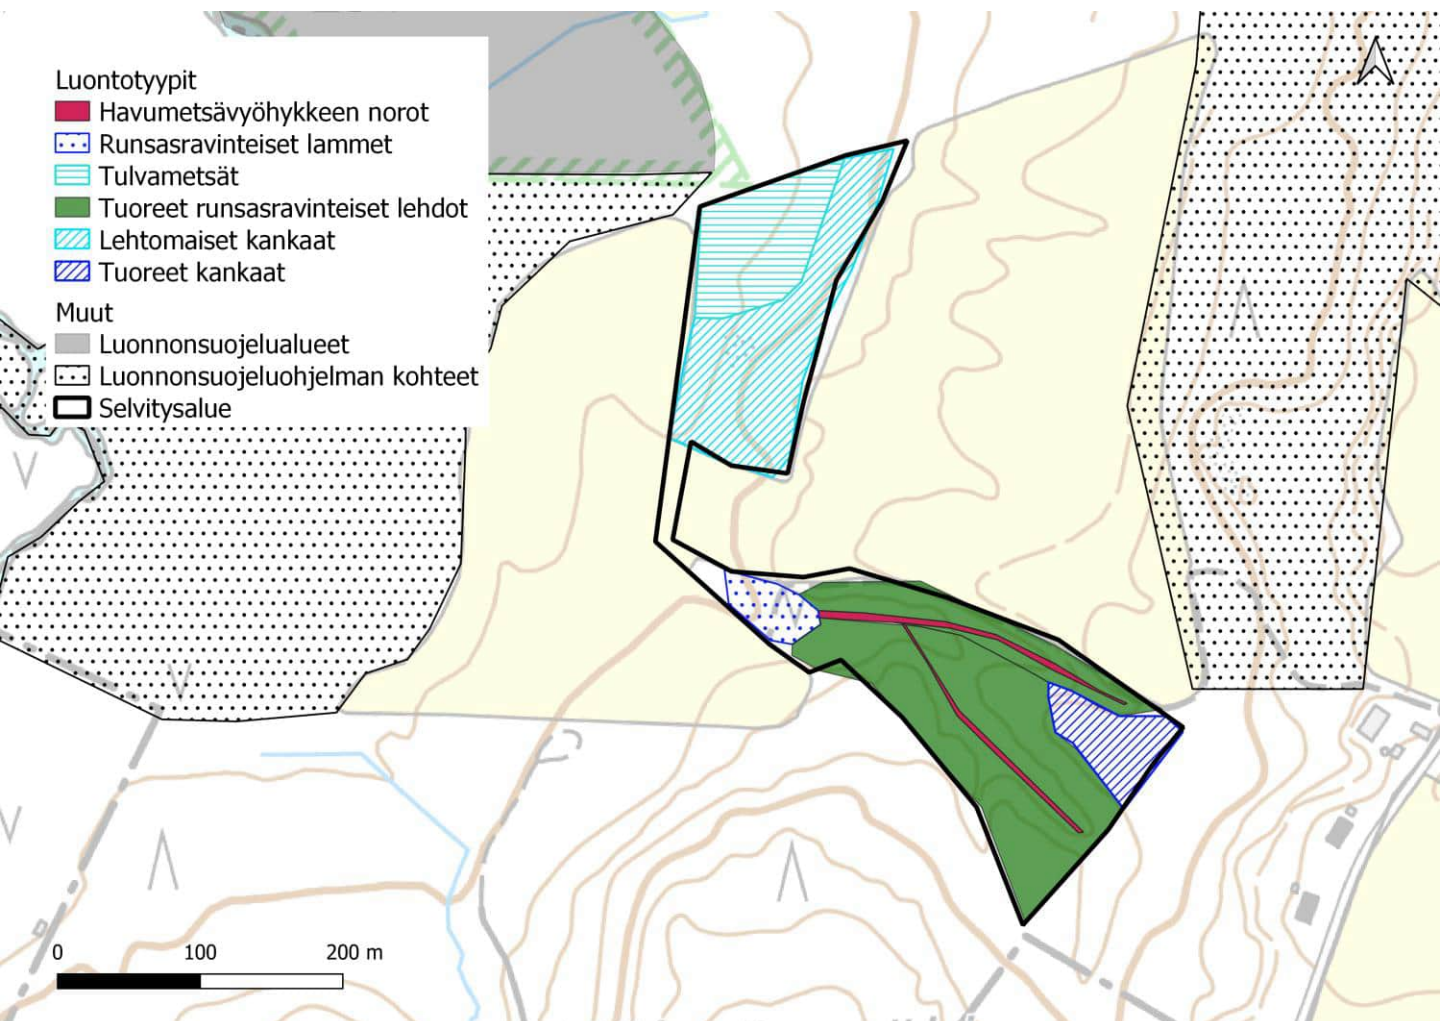 Luontotyypit
Havumetsävyöhykkeen norot
Runsasravinteiset lammet
Tulvametsät
Tuoreet runsasravinteiset lehdot
Lehtomaiset kankaat
Tuoreet kankaat
Muut
Luonnonsuojelualueet
Luonnonsuojeluohjelman kohteet
Selvitysalue
0 100 200 m